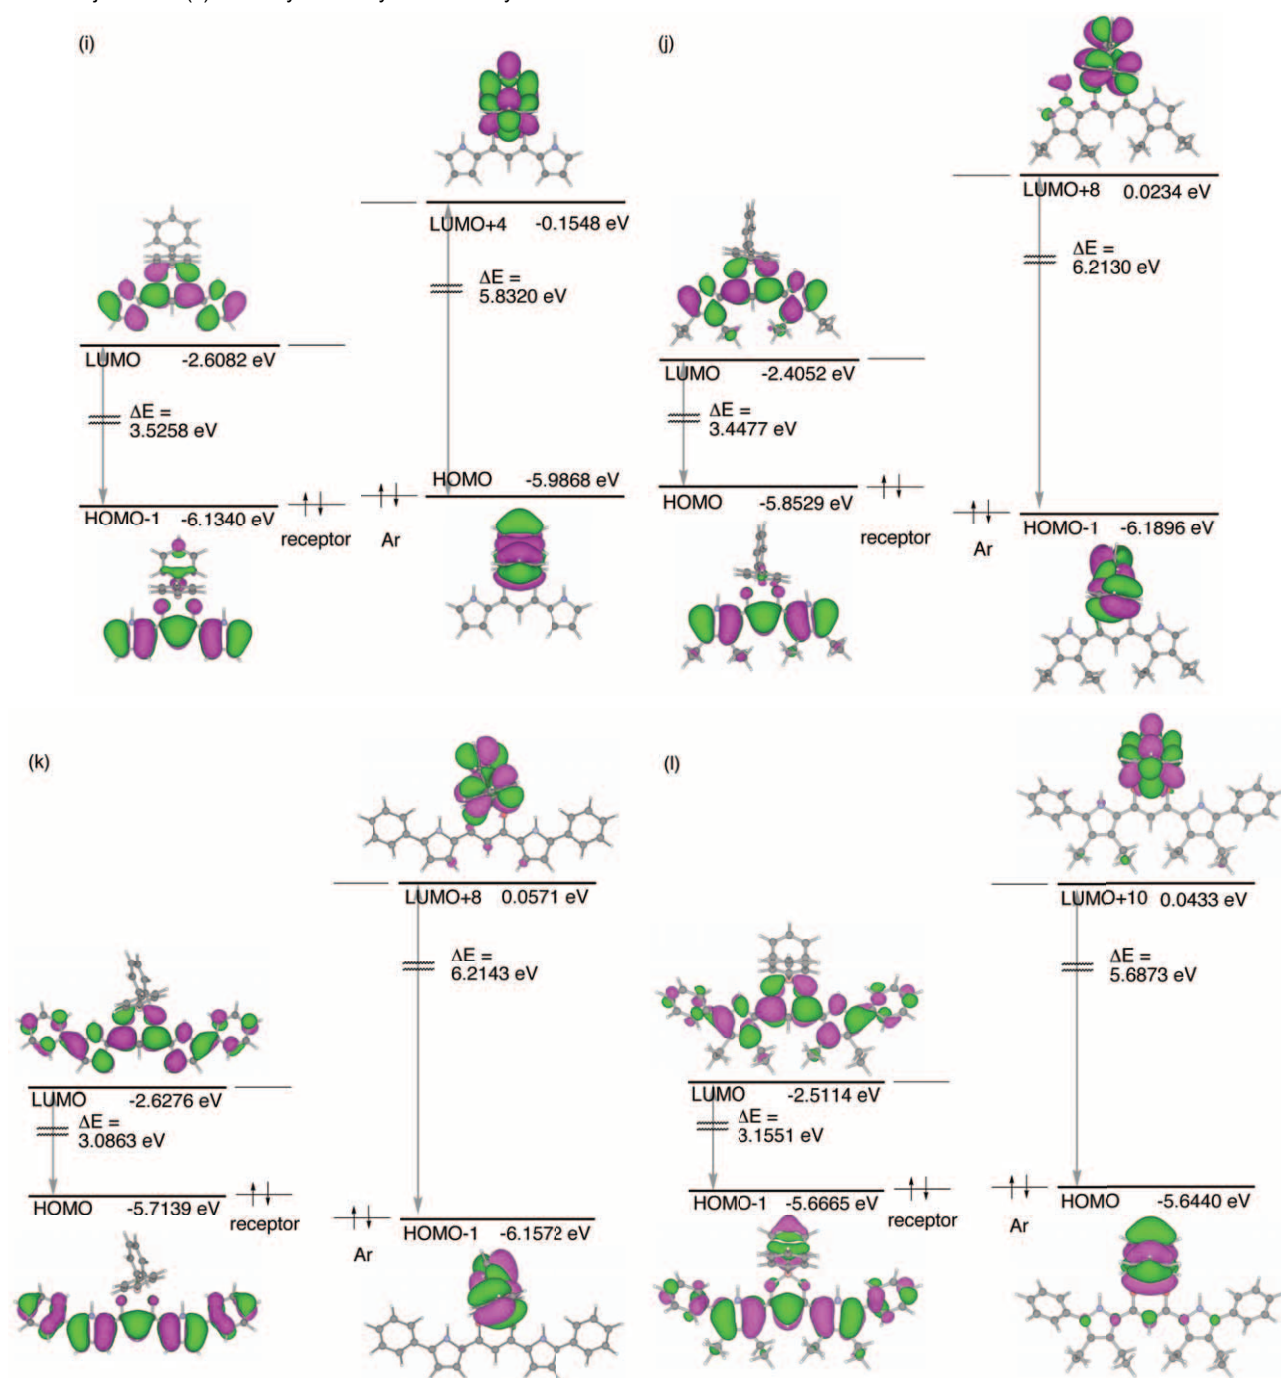 (i)
LUMO+4 -0.1548 eV
ΔE =
5.8320 eV
LUMO -2.6082 eV
ΔE =
3.5258 eV
HOMO -5.9868 eV
HOMO-1 -6.1340 eV
receptor Ar
(j)
LUMO+8 0.0234 eV
ΔE =
6.2130 eV
LUMO -2.4052 eV
ΔE =
3.4477 eV
HOMO -5.8529 eV
HOMO-1 -6.1896 eV
receptor Ar
(k)
LUMO+8 0.0571 eV
ΔE =
6.2143 eV
LUMO -2.6276 eV
ΔE =
3.0863 eV
HOMO -5.7139 eV
receptor
HOMO-1 -6.1572 eV
Ar
(l)
LUMO+10 0.0433 eV
ΔE =
5.6873 eV
LUMO -2.5114 eV
ΔE =
3.1551 eV
HOMO-1 -5.6665 eV
HOMO -5.6440 eV
receptor Ar